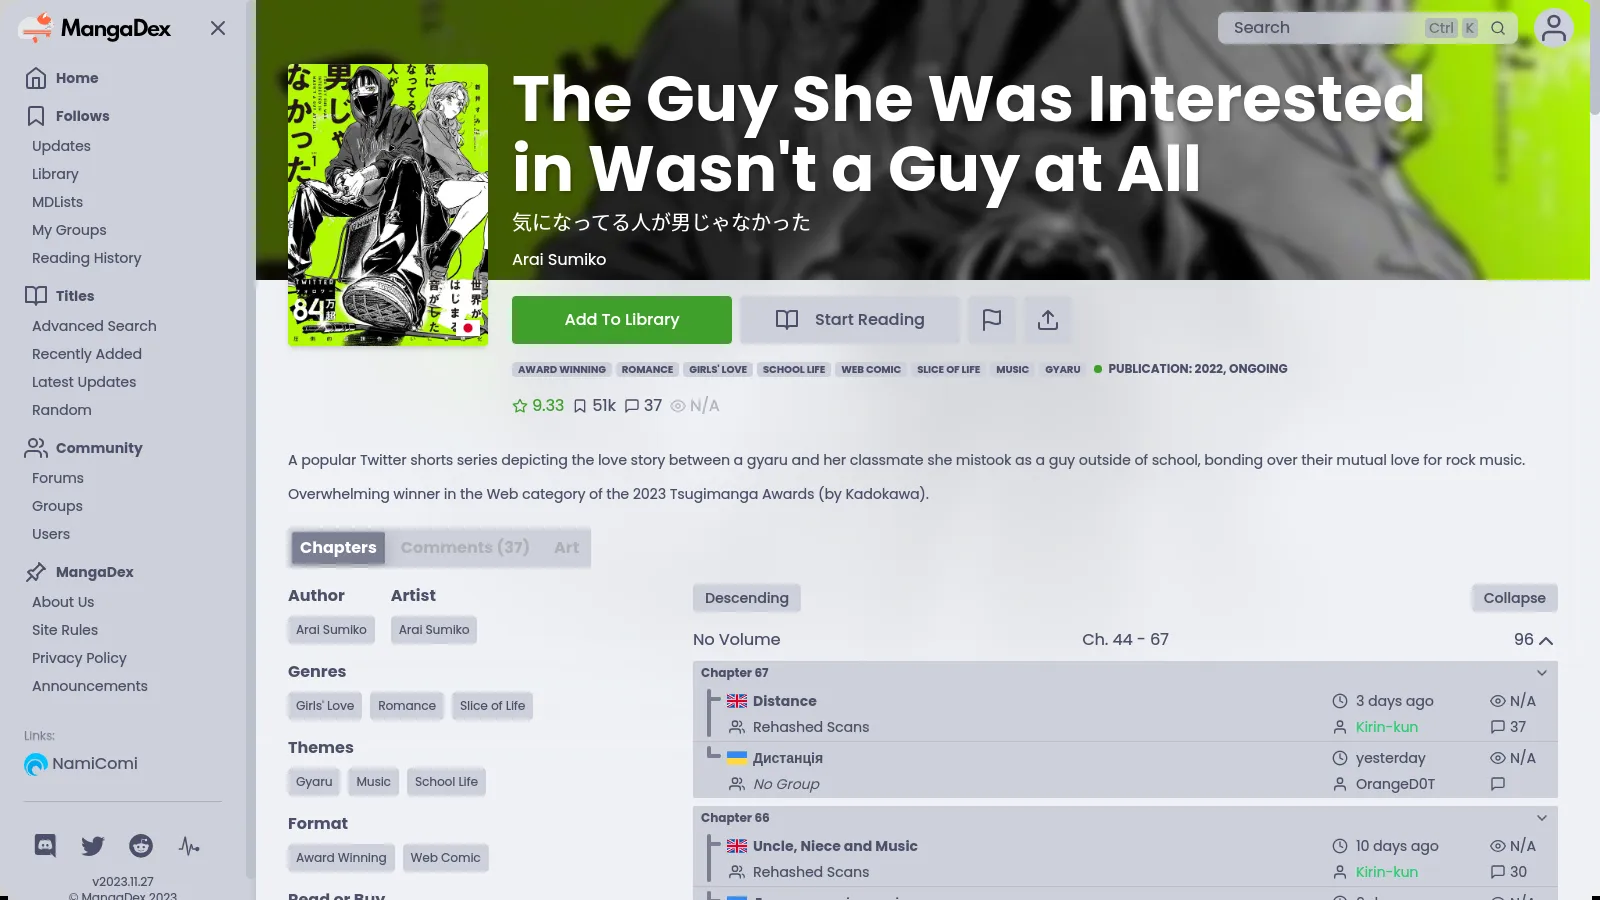 MangaDex
Home
Follows
Updates
Library
MDLists
My Groups
Reading History
Titles
Advanced Search
Recently Added
Latest Updates
Random
Community
Forums
Groups
Users
MangaDex
About Us
Site Rules
Privacy Policy
Announcements
Links:
NamiComi
v2023.11.27
© MangaDex 2023
Search Ctrl K
気に
なってる
人が
男じゃ
なかった
1
TWITTER
84万超
世界が
はじまる
音がした
The Guy She Was Interested
in Wasn't a Guy at All
気になってる人が男じゃなかった
Arai Sumiko
Add To Library Start Reading
AWARD WINNING ROMANCE GIRLS' LOVE SCHOOL LIFE WEB COMIC SLICE OF LIFE MUSIC GYARU PUBLICATION: 2022, ONGOING
9.33 51k 37 N/A
A popular Twitter shorts series depicting the love story between a gyaru and her classmate she mistook as a guy outside of school, bonding over their mutual love for rock music.
Overwhelming winner in the Web category of the 2023 Tsugimanga Awards (by Kadokawa).
Chapters Comments (37) Art
Author Artist
Arai Sumiko Arai Sumiko
Genres
Girls' Love Romance Slice of Life
Themes
Gyaru Music School Life
Format
Award Winning Web Comic
Read or Buy
Descending Collapse
No Volume Ch. 44 - 67 96
Chapter 67
Distance 3 days ago N/A
Rehashed Scans Kirin-kun 37
Дистанція yesterday N/A
No Group OrangeD0T
Chapter 66
Uncle, Niece and Music 10 days ago N/A
Rehashed Scans Kirin-kun 30